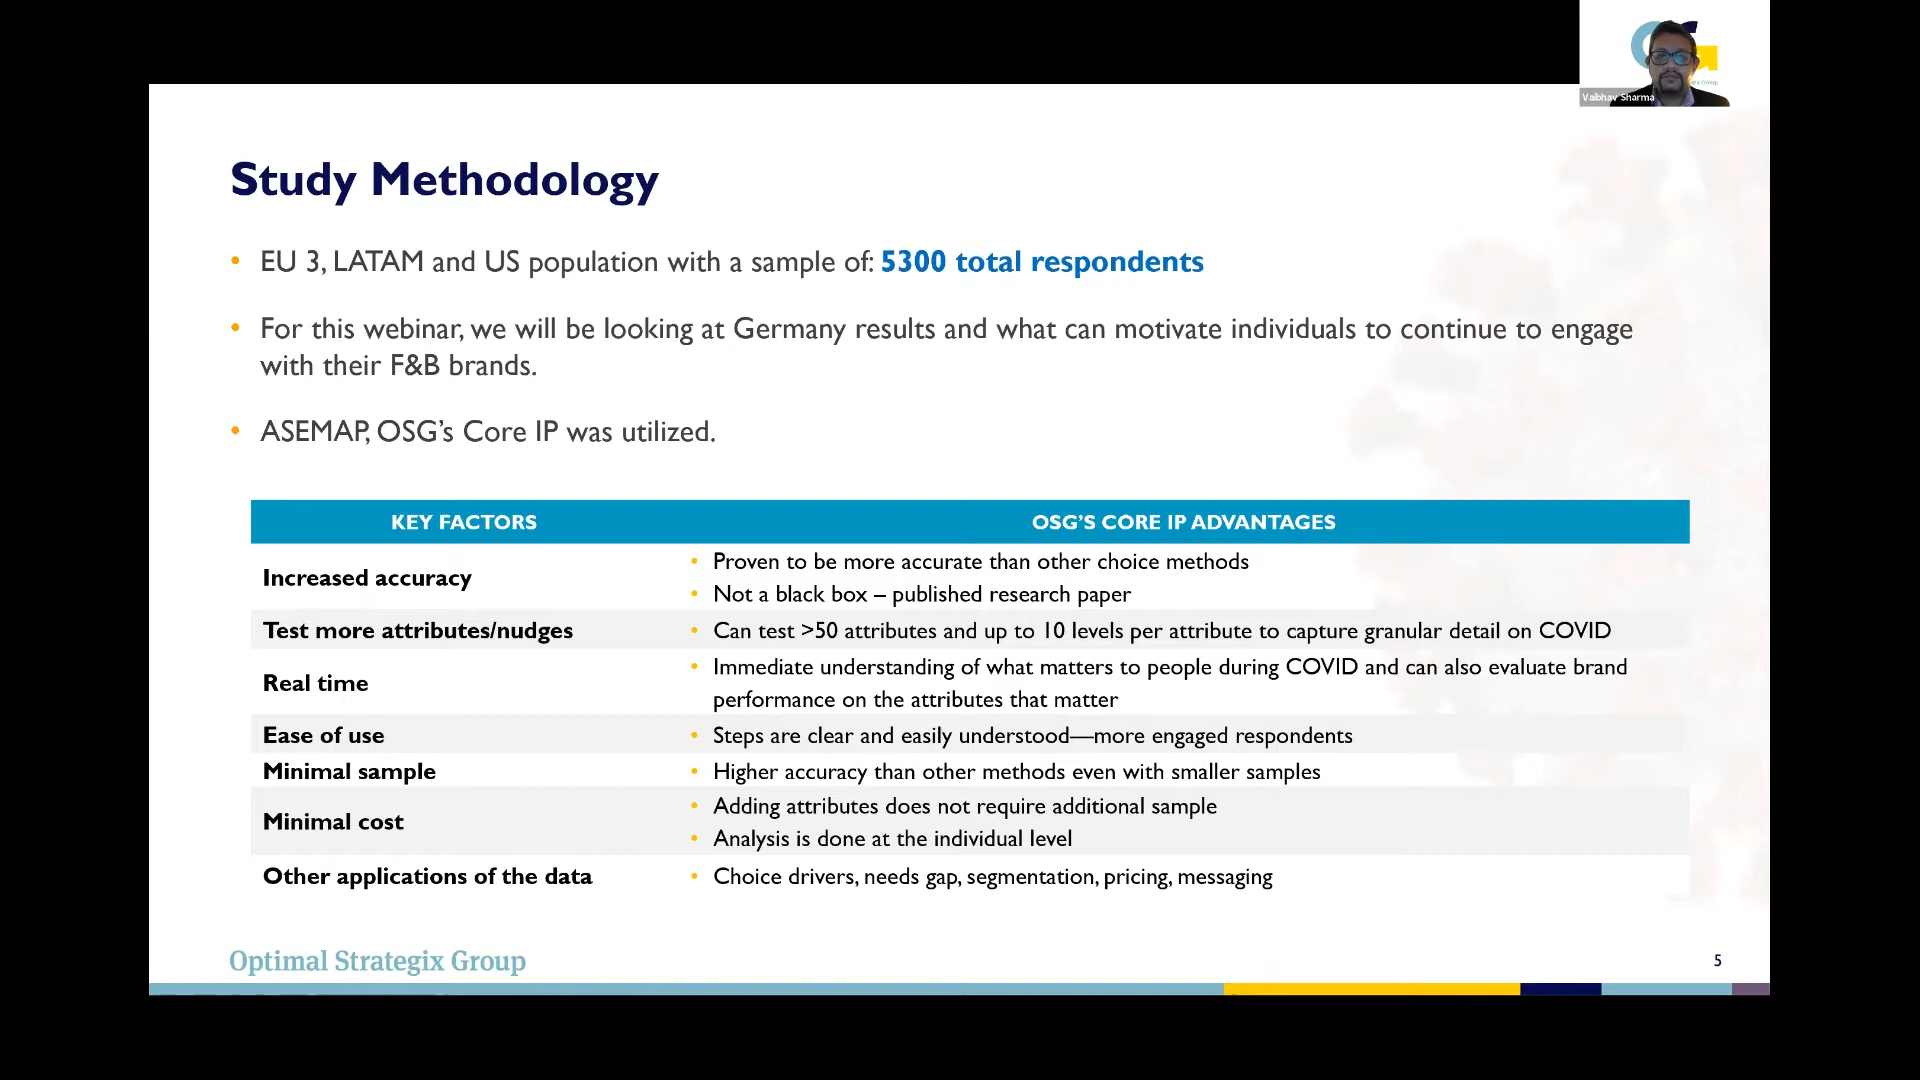 Vaibhav Sharma
Study Methodology
• EU 3, LATAM and US population with a sample of: 5300 total respondents
• For this webinar, we will be looking at Germany results and what can motivate individuals to continue to engage
with their F&B brands.
• ASEMAP, OSG’s Core IP was utilized.
KEY FACTORS
OSG’S CORE IP ADVANTAGES
Increased accuracy
• Proven to be more accurate than other choice methods
• Not a black box – published research paper
Test more attributes/nudges
• Can test >50 attributes and up to 10 levels per attribute to capture granular detail on COVID
Real time
• Immediate understanding of what matters to people during COVID and can also evaluate brand
performance on the attributes that matter
Ease of use
• Steps are clear and easily understood—more engaged respondents
Minimal sample
• Higher accuracy than other methods even with smaller samples
Minimal cost
• Adding attributes does not require additional sample
• Analysis is done at the individual level
Other applications of the data
• Choice drivers, needs gap, segmentation, pricing, messaging
Optimal Strategix Group
5